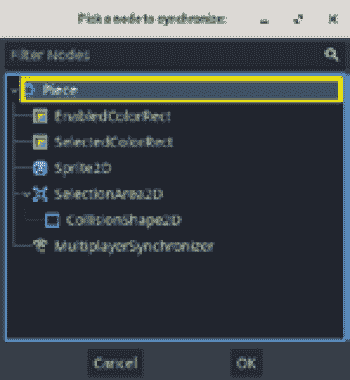 Pick a node to synchronize:
Filter Nodes
Piece
EnabledColorRect
SelectedColorRect
Sprite2D
SelectionArea2D
CollisionShape2D
MultiplayerSynchronizer
Cancel OK